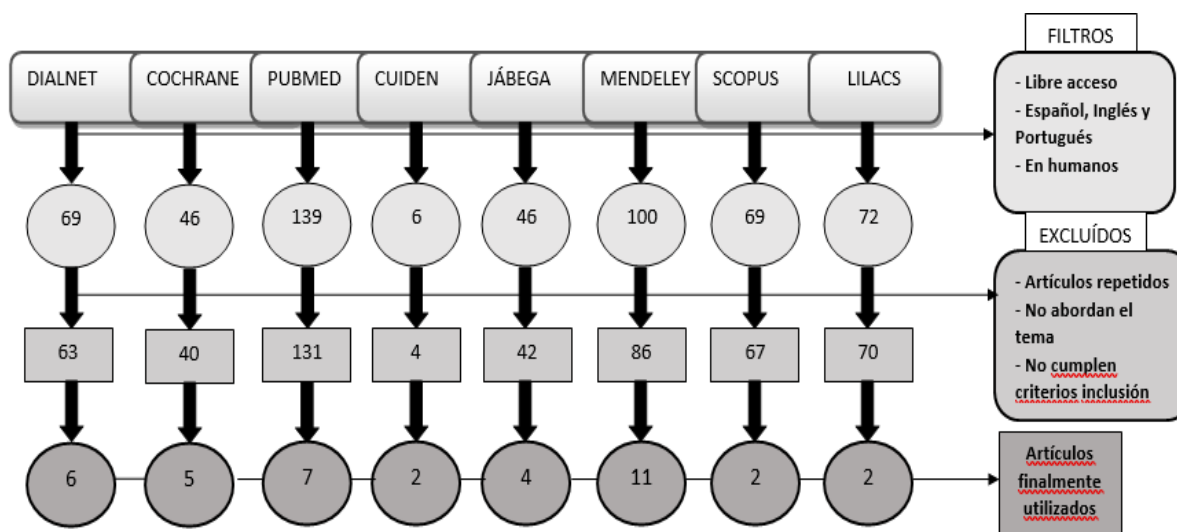 FILTROS
DIALNET COCHRANE PUBMED CUIDEN JÁBEGA MENDELEY SCOPUS LILACS
- Libre acceso
- Español, Inglés y
Portugués
- En humanos
69 46 139 6 46 100 69 72
EXCLUÍDOS
- Artículos repetidos
- No abordan el
tema
- No cumplen
criterios inclusión
63 40 131 4 42 86 67 70
Artículos
finalmente
utilizados
6 5 7 2 4 11 2 2